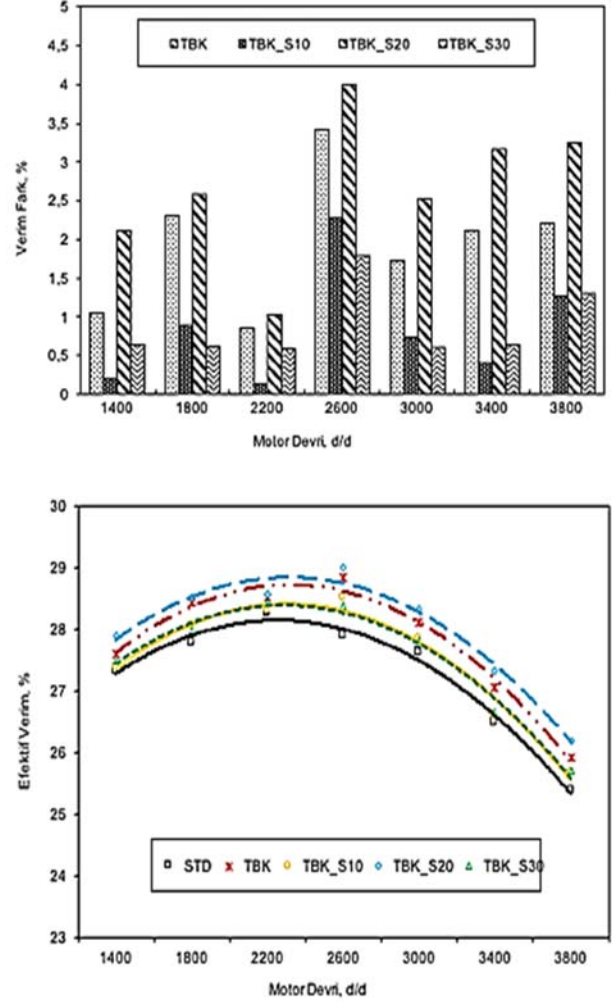 5
4,5
4
3,5
3
2,5
2
1,5
1
0,5
0
Verim Fark, %
TBK TBK_S10 TBK_S20 TBK_S30
1400 1800 2200 2600 3000 3400 3800
Motor Devri, d/d
30
29
28
27
26
25
24
23
Efektif Verim, %
STD TBK TBK_S10 TBK_S20 TBK_S30
1400 1800 2200 2600 3000 3400 3800
Motor Devri, d/d